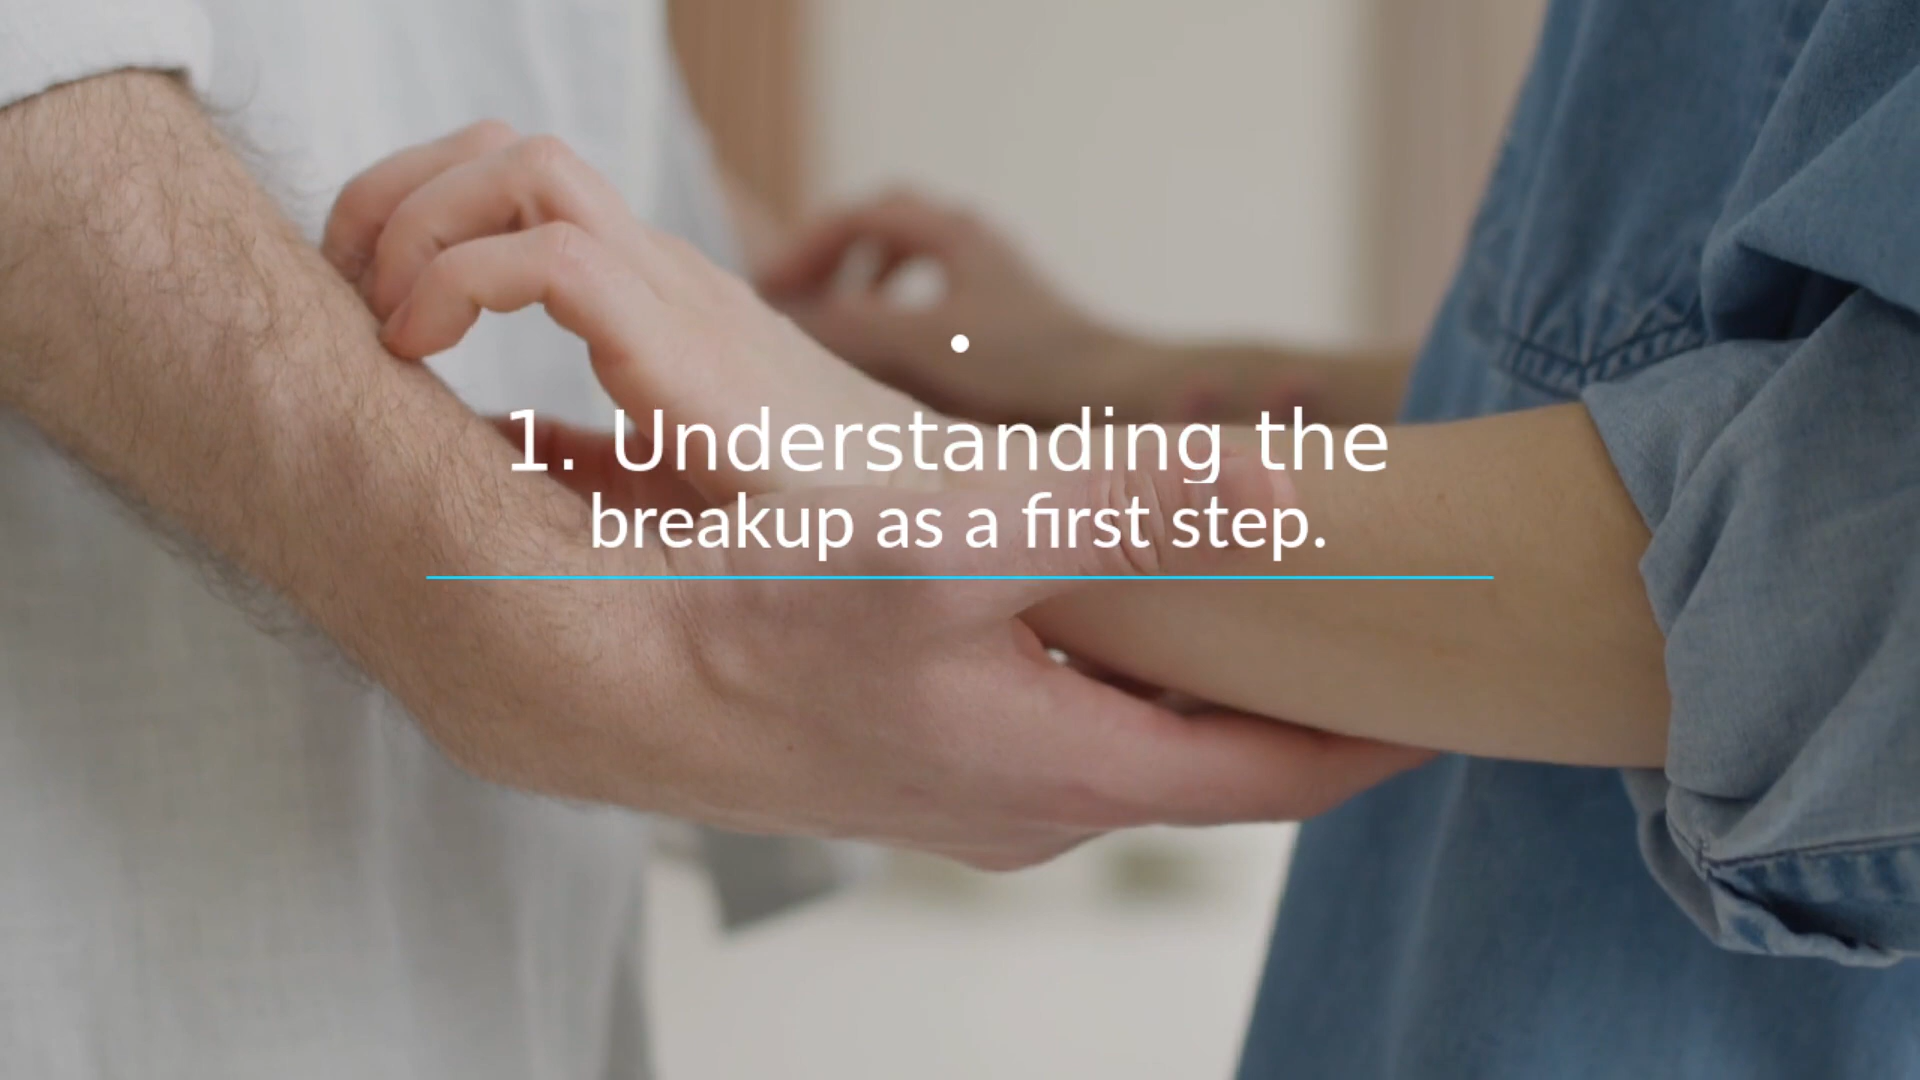 1. Understanding the
breakup as a first step.